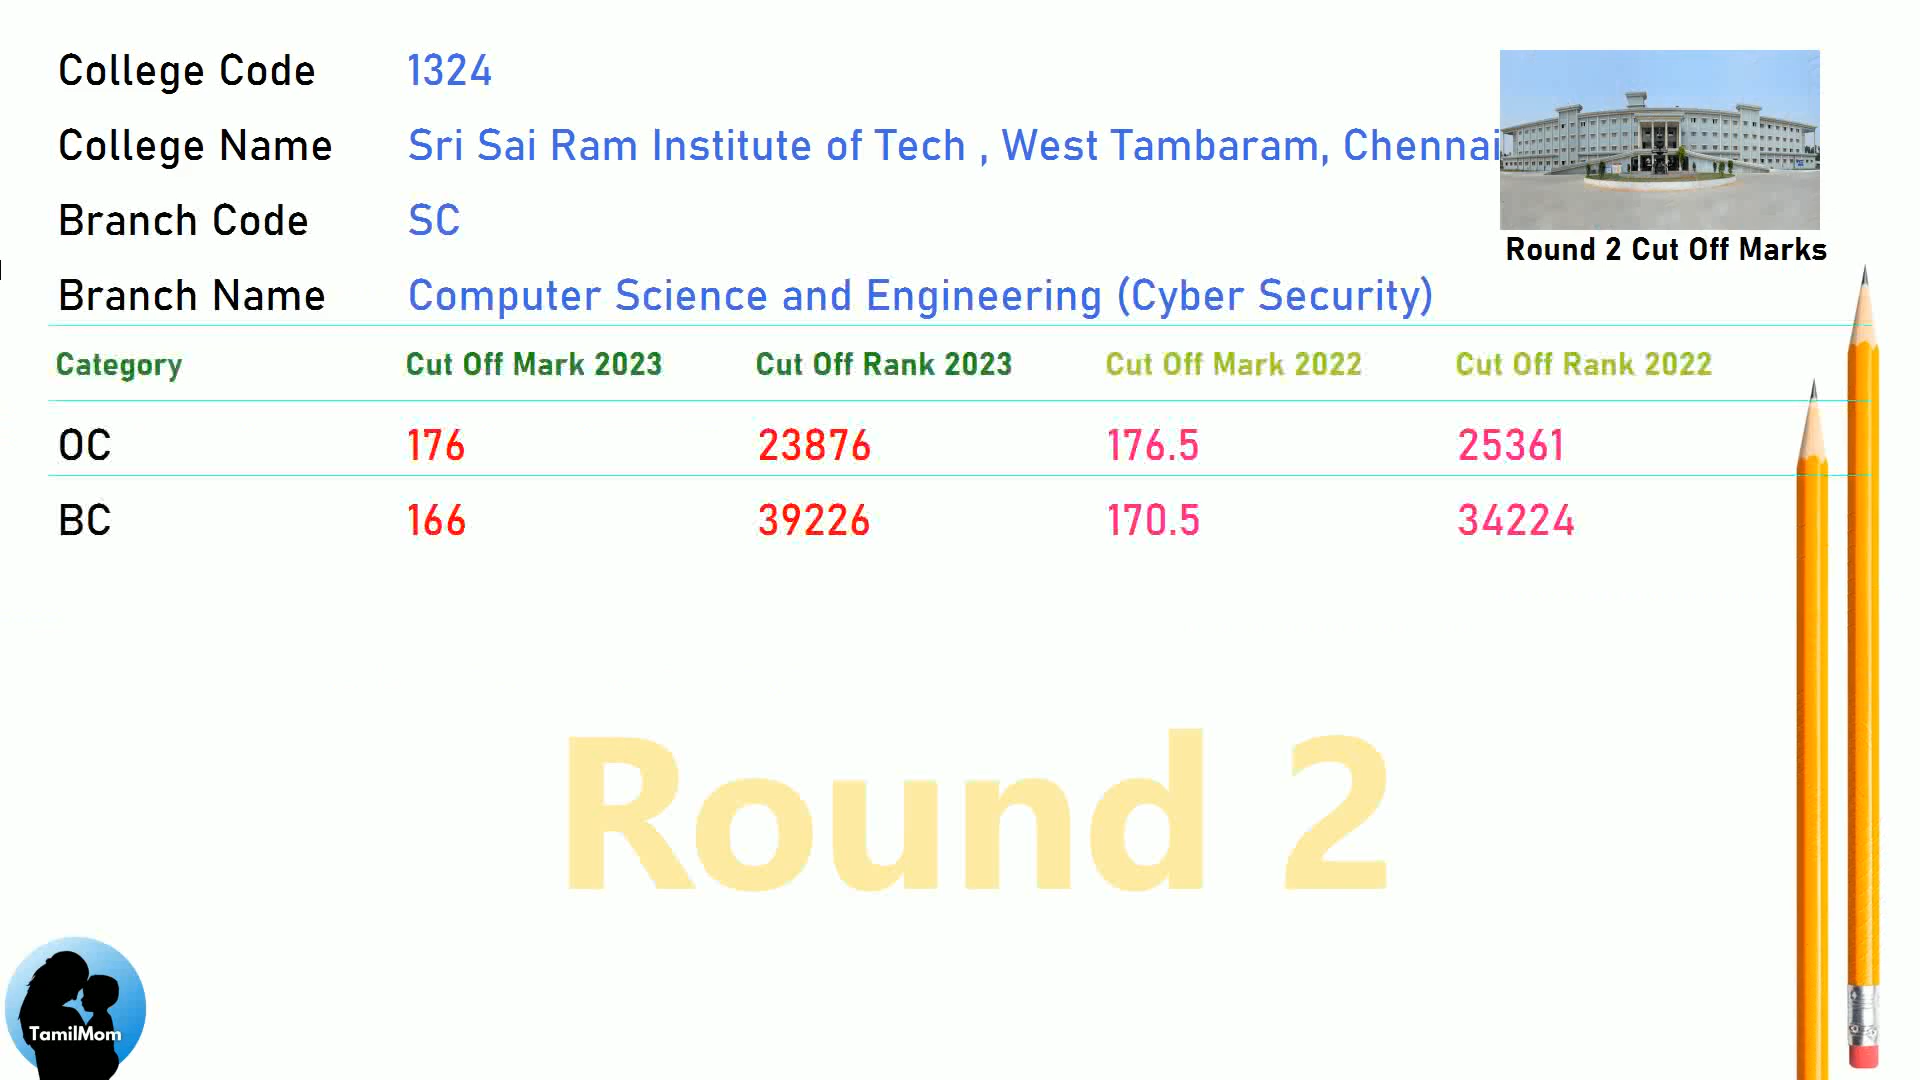 College Code 1324
College Name Sri Sai Ram Institute of Tech , West Tambaram, Chennai
Branch Code SC
Round 2 Cut Off Marks
Branch Name Computer Science and Engineering (Cyber Security)
Category Cut Off Mark 2023 Cut Off Rank 2023 Cut Off Mark 2022 Cut Off Rank 2022
OC 176 23876 176.5 25361
BC 166 39226 170.5 34224
Round 2
TamilMom